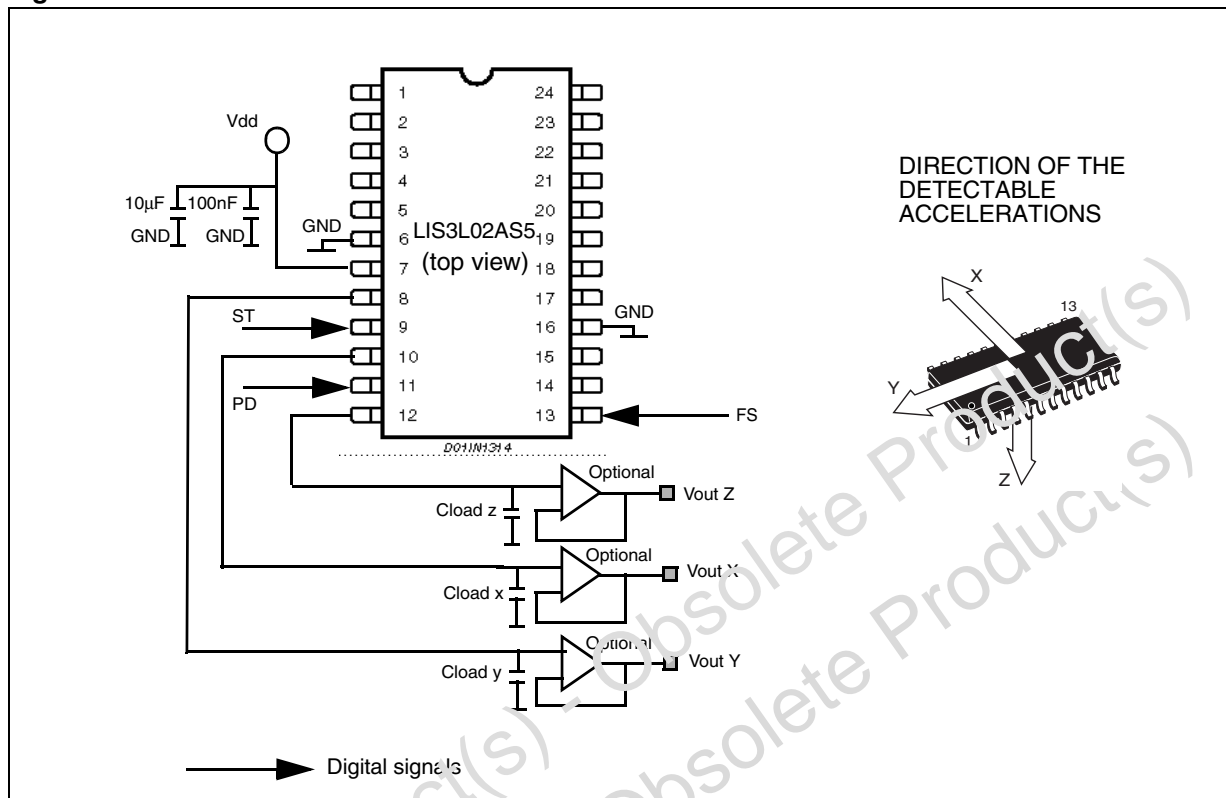 1
2
3
4
5
6
7
8
9
10
11
12
24
23
22
21
20
19
18
17
16
15
14
13
LIS3L02AS5
(top view)
D01IN1314
Vdd
10µF
100nF
GND
GND
GND
GND
ST
PD
FS
DIRECTION OF THE
DETECTABLE
ACCELERATIONS
X
13
Y
1
Z
Optional
Cload z
Vout Z
Optional
Cload x
Vout X
Optional
Cload y
Vout Y
Digital signals
ct(s) - Obsolete Product(s)
Obsolete Product(s)